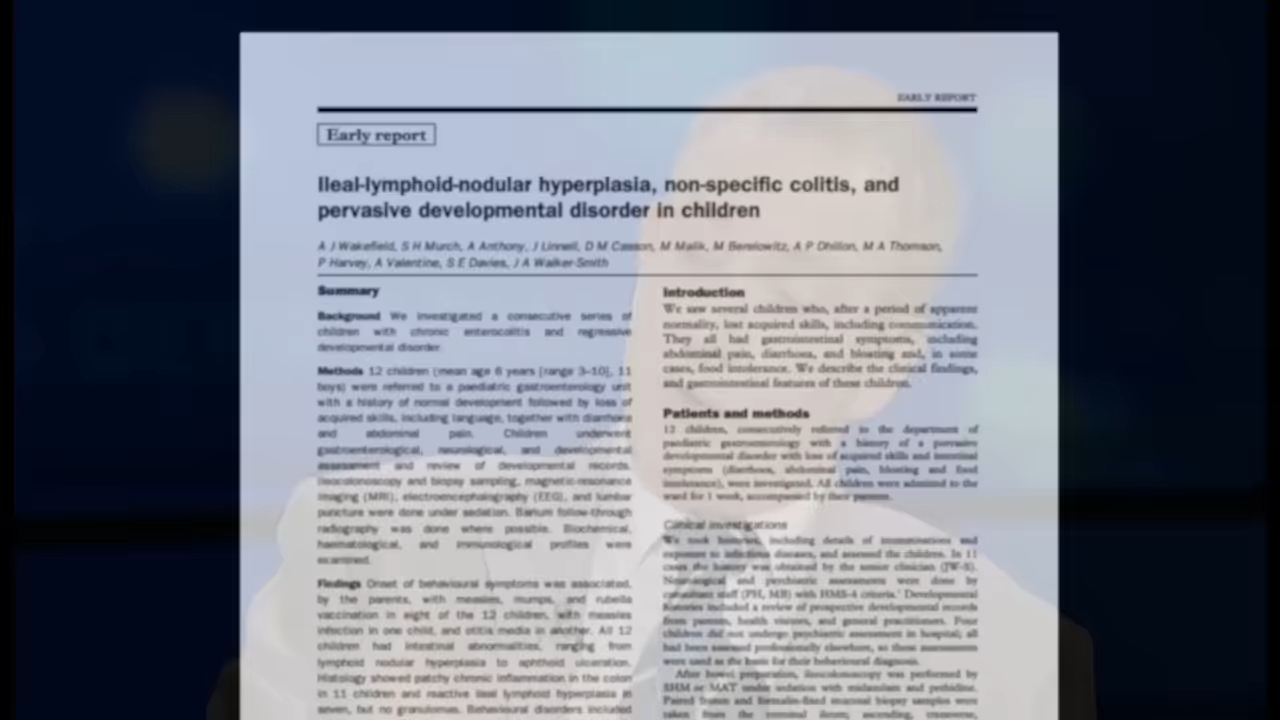 EARLY REPORT
Early report
Ileal-lymphoid-nodular hyperplasia, non-specific colitis, and
pervasive developmental disorder in children
A J Wakefield, S H Murch, A Anthony, J Linnell, D M Casson, M Malik, M Berelowitz, A P Dhillon, M A Thomson,
P Harvey, A Valentine, S E Davies, J A Walker-Smith
Summary
Background We investigated a consecutive series of
children with chronic enterocolitis and regressive
developmental disorder.
Methods 12 children (mean age 6 years [range 3–10], 11
boys) were referred to a paediatric gastroenterology unit
with a history of normal development followed by loss of
acquired skills, including language, together with diarrhoea
and abdominal pain. Children underwent
gastroenterological, neurological, and developmental
assessment and review of developmental records.
Ileocolonoscopy and biopsy sampling, magnetic-resonance
imaging (MRI), electroencephalography (EEG), and lumbar
puncture were done under sedation. Barium follow-through
radiography was done where possible. Biochemical,
haematological, and immunological profiles were
examined.
Findings Onset of behavioural symptoms was associated,
by the parents, with measles, mumps, and rubella
vaccination in eight of the 12 children, with measles
infection in one child, and otitis media in another. All 12
children had intestinal abnormalities, ranging from
lymphoid nodular hyperplasia to aphthoid ulceration.
Histology showed patchy chronic inflammation in the colon
in 11 children and reactive ileal lymphoid hyperplasia in
seven, but no granulomas. Behavioural disorders included
Introduction
We saw several children who, after a period of apparent
normality, lost acquired skills, including communication.
They all had gastrointestinal symptoms, including
abdominal pain, diarrhoea, and bloating and, in some
cases, food intolerance. We describe the clinical findings,
and gastrointestinal features of these children.
Patients and methods
12 children, consecutively referred to the department of
paediatric gastroenterology with a history of a pervasive
developmental disorder with loss of acquired skills and intestinal
symptoms (diarrhoea, abdominal pain, bloating and food
intolerance), were investigated. All children were admitted to the
ward for 1 week, accompanied by their parents.
Clinical investigations
We took histories, including details of immunisations and
exposure to infectious diseases, and assessed the children. In 11
cases the history was obtained by the senior clinician (JW-S).
Neurological and psychiatric assessments were done by
consultant staff (PH, MB) with HMS-4 criteria.¹ Developmental
histories included a review of prospective developmental records
from parents, health visitors, and general practitioners. Four
children did not undergo psychiatric assessment in hospital; all
had been assessed professionally elsewhere, so these assessments
were used as the basis for their behavioural diagnosis.
After bowel preparation, ileocolonoscopy was performed by
SHM or MAT under sedation with midazolam and pethidine.
Paired frozen and formalin-fixed mucosal biopsy samples were
taken from the terminal ileum; ascending, transverse,